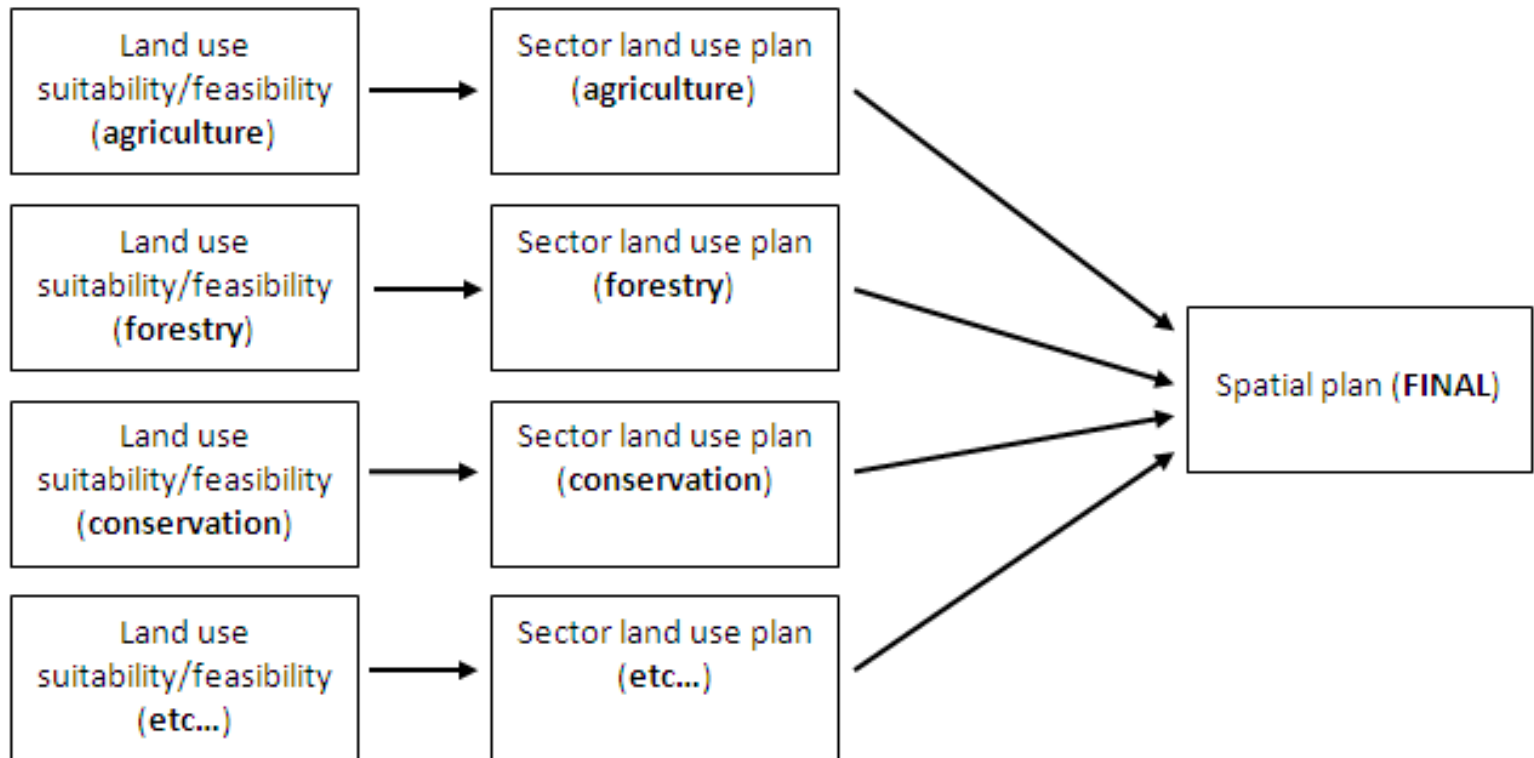 Land use
suitability/feasibility
(agriculture)
Sector land use plan
(agriculture)
Land use
suitability/feasibility
(forestry)
Sector land use plan
(forestry)
Spatial plan (FINAL)
Land use
suitability/feasibility
(conservation)
Sector land use plan
(conservation)
Land use
suitability/feasibility
(etc...)
Sector land use plan
(etc...)